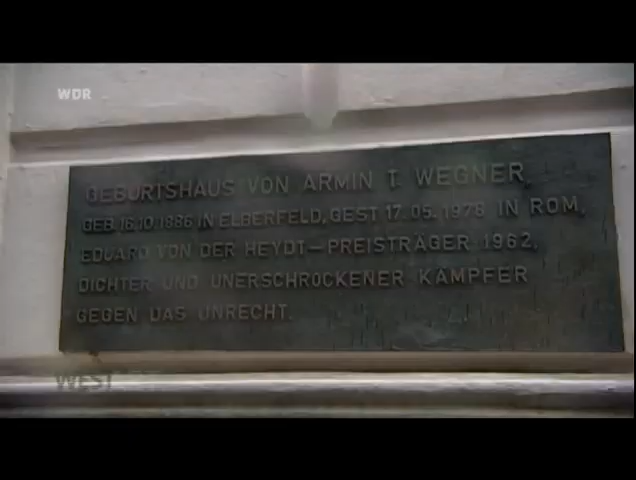 WDR
GEBURTSHAUS VON ARMIN T. WEGNER,
GEB. 16.10.1886 IN ELBERFELD, GEST. 17.05.1978 IN ROM,
EDUARD VON DER HEYDT-PREISTRÄGER 1962,
DICHTER UND UNERSCHROCKENER KÄMPFER
GEGEN DAS UNRECHT.
WEST